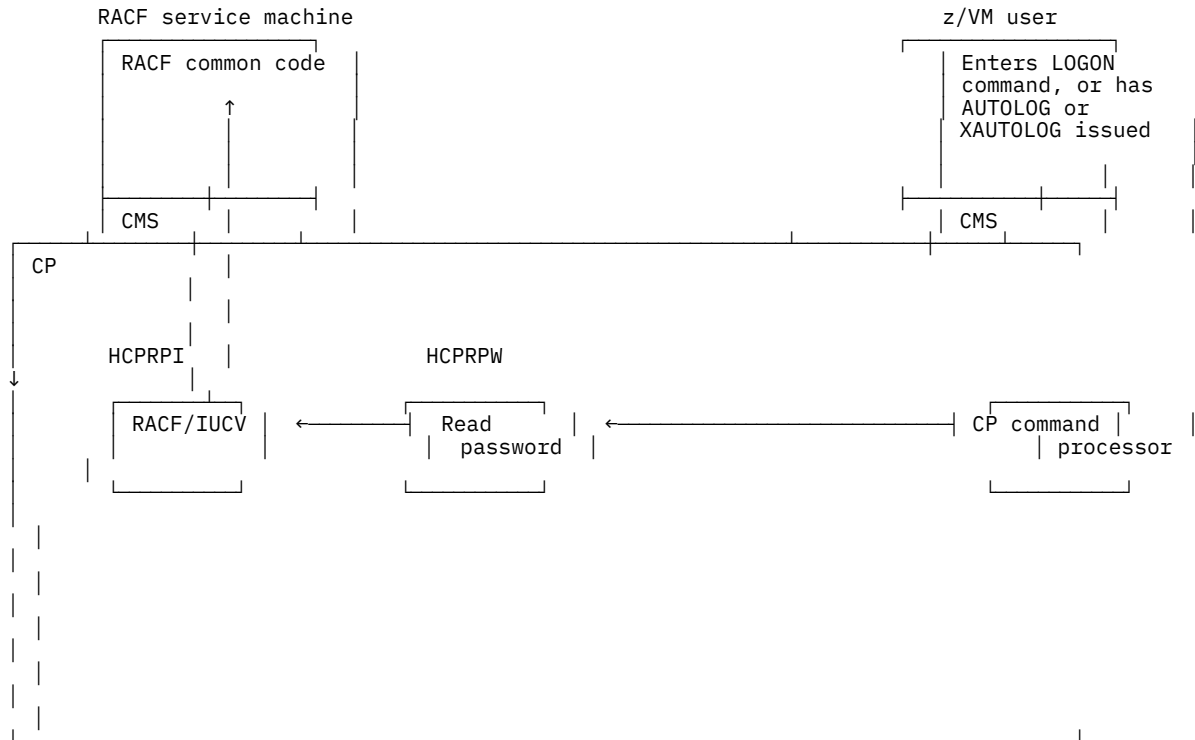 RACF service machine z/VM user
RACF common code Enters LOGON
command, or has
↑ AUTOLOG or
XAUTOLOG issued
CMS CMS
CP
HCPRPI HCPRPW
↓
RACF/IUCV ← Read ← CP command
password processor